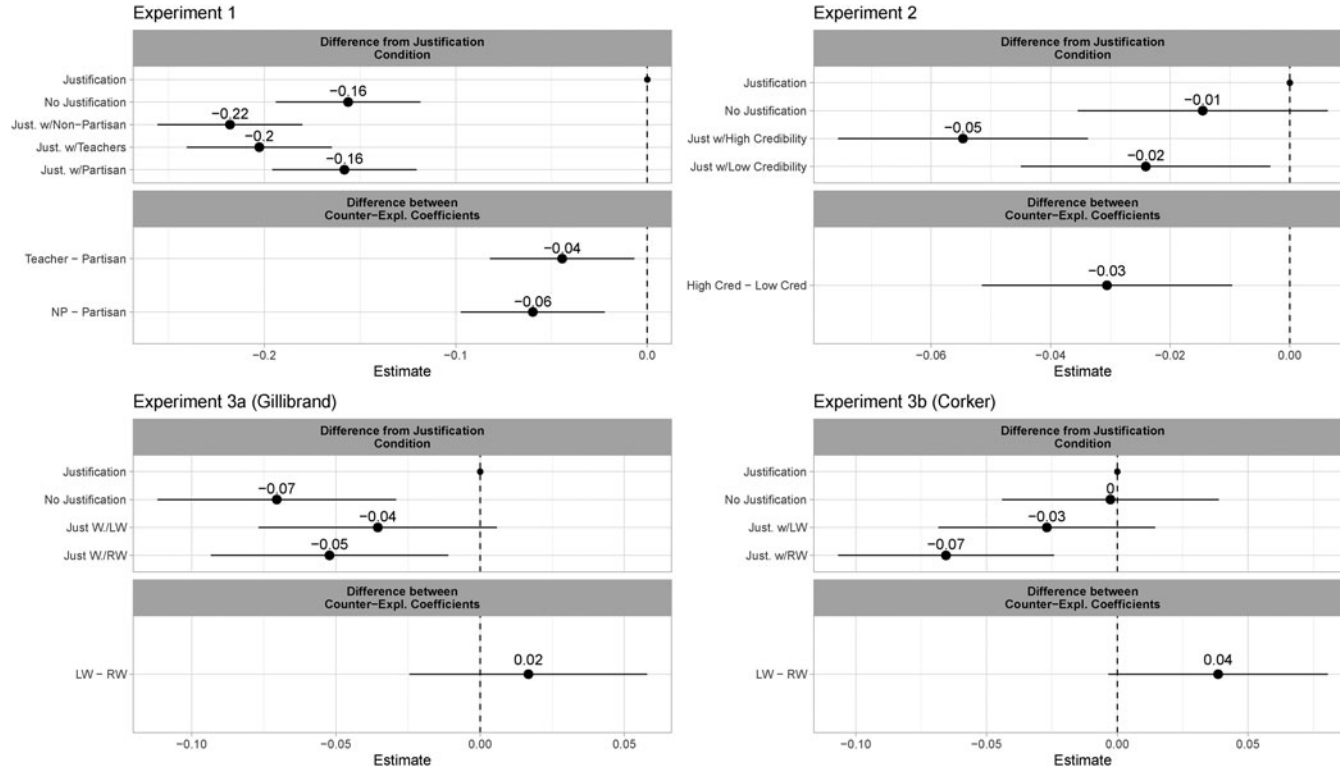 Experiment 1
Difference from Justification
Condition
Justification
No Justification
−0.16
Just. w/Non−Partisan
−0.22
Just. w/Teachers
−0.2
Just. w/Partisan
−0.16
Difference between
Counter−Expl. Coefficients
Teacher − Partisan
−0.04
NP − Partisan
−0.06
−0.2 −0.1 0.0
Estimate
Experiment 2
Difference from Justification
Condition
Justification
No Justification
−0.01
Just w/High Credibility
−0.05
Just w/Low Credibility
−0.02
Difference between
Counter−Expl. Coefficients
High Cred − Low Cred
−0.03
−0.06 −0.04 −0.02 0.00
Estimate
Experiment 3a (Gillibrand)
Difference from Justification
Condition
Justification
No Justification
−0.07
Just W./LW
−0.04
Just W./RW
−0.05
Difference between
Counter−Expl. Coefficients
LW − RW
0.02
−0.10 −0.05 0.00 0.05
Estimate
Experiment 3b (Corker)
Difference from Justification
Condition
Justification
No Justification
0
Just. w/LW
−0.03
Just. w/RW
−0.07
Difference between
Counter−Expl. Coefficients
LW − RW
0.04
−0.10 −0.05 0.00 0.05
Estimate